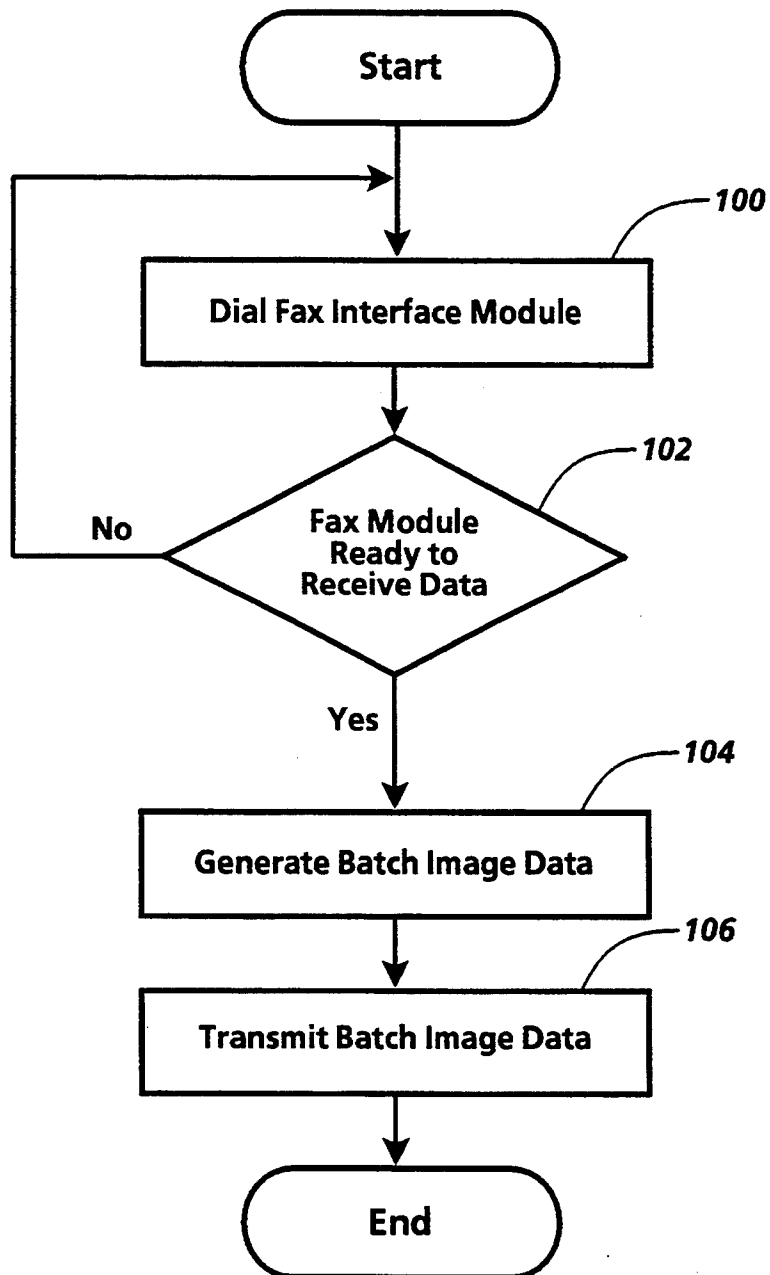 Start
100
Dial Fax Interface Module
102
No
Fax Module
Ready to
Receive Data
Yes
104
Generate Batch Image Data
106
Transmit Batch Image Data
End